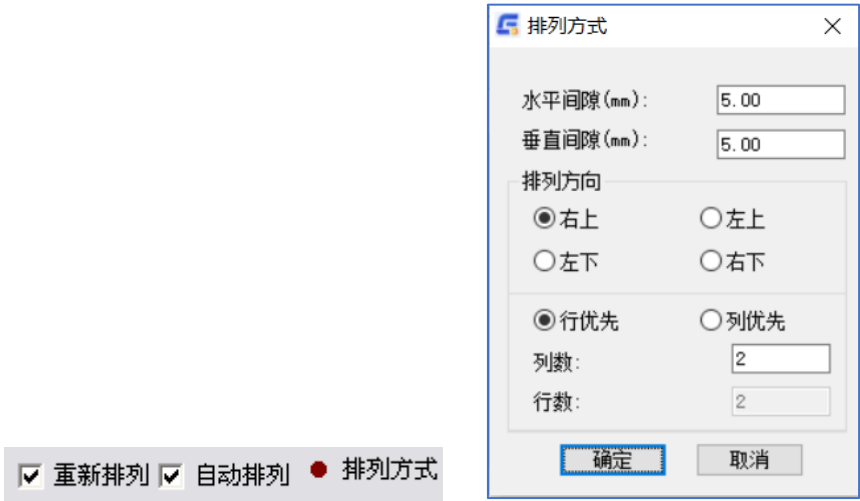 排列方式
水平间隙(mm): 5.00
垂直间隙(mm): 5.00
排列方向
右上 左上
左下 右下
行优先 列优先
列数: 2
行数: 2
确定 取消
重新排列 自动排列 排列方式